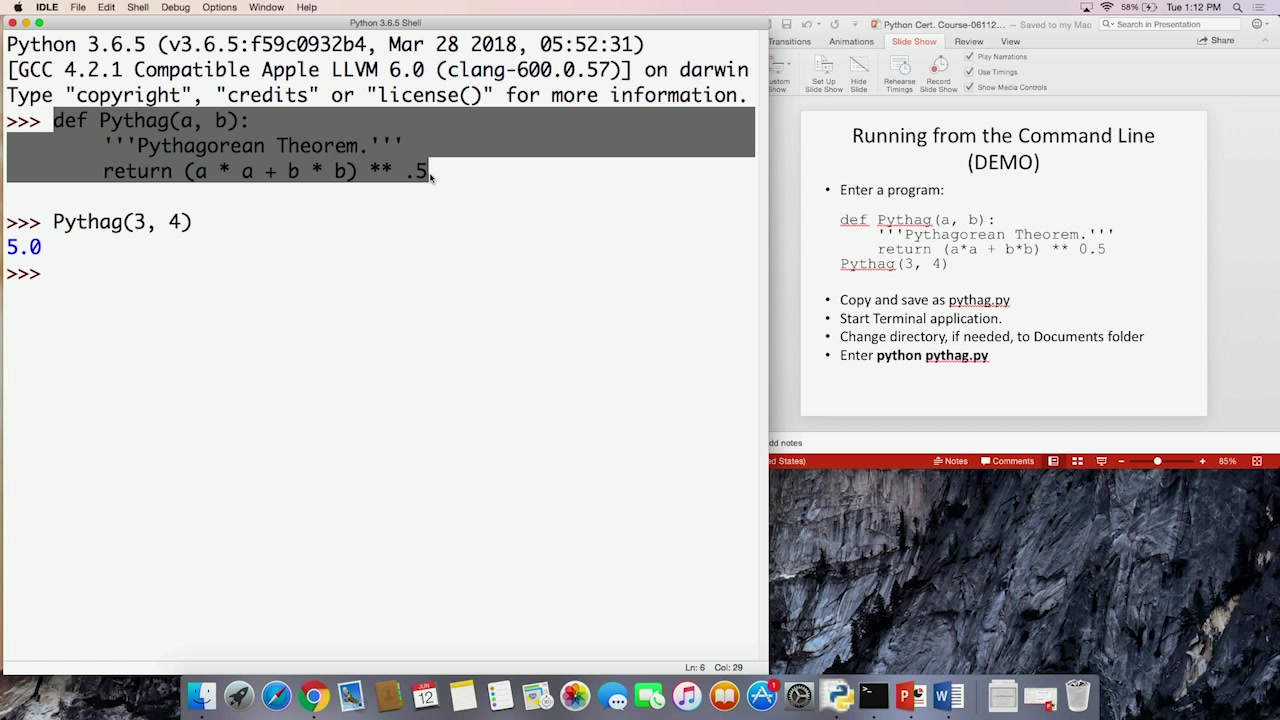 IDLE File Edit Shell Debug Options Window Help
58% Tue 1:12 PM
Python 3.6.5 Shell
Python 3.6.5 (v3.6.5:f59c0932b4, Mar 28 2018, 05:52:31)
[GCC 4.2.1 Compatible Apple LLVM 6.0 (clang-600.0.57)] on darwin
Type "copyright", "credits" or "license()" for more information.
>>> def Pythag(a, b):
'''Pythagorean Theorem.'''
return (a * a + b * b) ** .5
>>> Pythag(3, 4)
5.0
>>>
Ln: 6 Col: 29
Python Cert. Course-06112... — Saved to my Mac
Search in Presentation
Transitions Animations Slide Show Review View
Share
Set Up
Slide Show
Hide
Slide
Rehearse
Timings
Record
Slide Show
Play Narrations
Use Timings
Show Media Controls
Running from the Command Line
(DEMO)
• Enter a program:
def Pythag(a, b):
'''Pythagorean Theorem.'''
return (a*a + b*b) ** 0.5
Pythag(3, 4)
• Copy and save as pythag.py
• Start Terminal application.
• Change directory, if needed, to Documents folder
• Enter python pythag.py
dd notes
ed States)
Notes Comments
85%
JUN
12
1